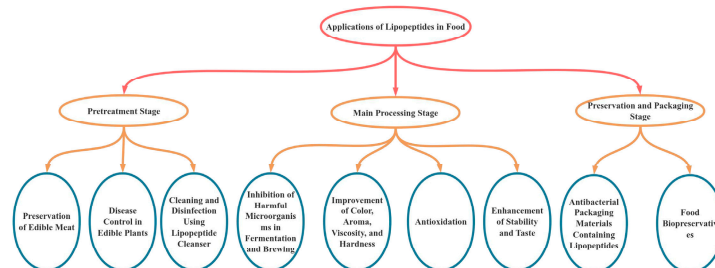 Applications of Lipopeptides in Food
Pretreatment Stage
Main Processing Stage
Preservation and Packaging
Stage
Preservation
of Edible Meat
Disease
Control in
Edible Plants
Cleaning and
Disinfection
Using
Lipopeptide
Cleanser
Inhibition of
Harmful
Microorganis
ms in
Fermentation
and Brewing
Improvement
of Color,
Aroma,
Viscosity, and
Hardness
Antioxidation
Enhancement
of Stability
and Taste
Antibacterial
Packaging
Materials
Containing
Lipopeptides
Food
Biopreservativ
es